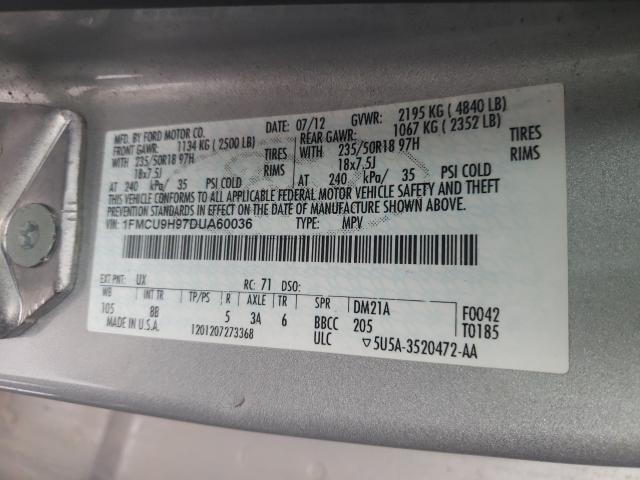 MFD. BY FORD MOTOR CO.
DATE: 07/12 GVWR: 2195 KG ( 4840 LB)
FRONT GAWR: 1134 KG ( 2500 LB)
REAR GAWR: 1067 KG ( 2352 LB)
WITH 235/50R18 97H TIRES
WITH 235/50R18 97H TIRES
18x7.5J RIMS
18x7.5J RIMS
AT 240 kPa/ 35 PSI COLD
AT 240 kPa/ 35 PSI COLD
THIS VEHICLE CONFORMS TO ALL APPLICABLE FEDERAL MOTOR VEHICLE SAFETY AND THEFT
PREVENTION STANDARDS IN EFFECT ON THE DATE OF MANUFACTURE SHOWN ABOVE.
VIN: 1FMCU9H97DUA60036 TYPE: MPV
EXT PNT: UX RC: 71 DSO:
WB INT TR TP/PS R AXLE TR SPR DM21A F0042
105 8B 5 3A 6 BBCC 205 T0185
MADE IN U.S.A. 1201207273368 ULC ▽5U5A-3520472-AA